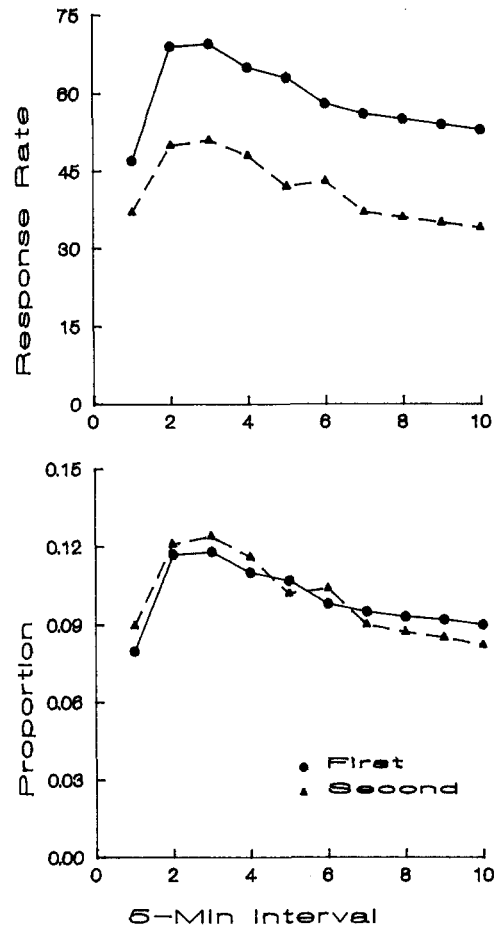 75
60
45
30
15
0
Response Rate
0 2 4 6 8 10
0.15
0.12
0.09
0.06
0.03
0.00
Proportion
First
Second
0 2 4 6 8 10
5-Min Interval